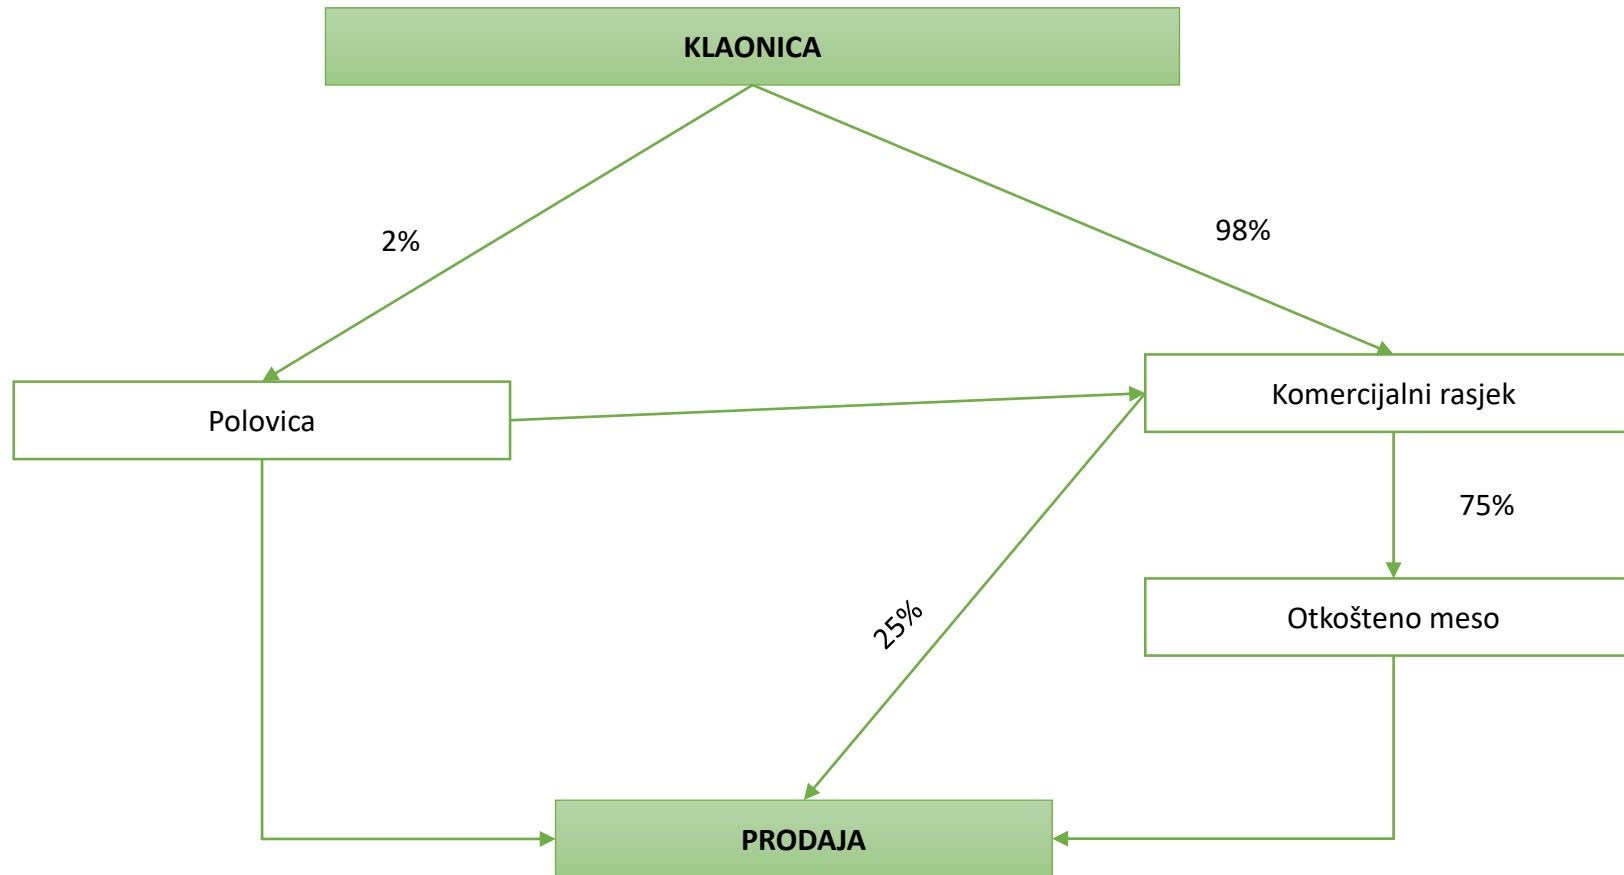 KLAONICA
2%
98%
Polovica
Komercijalni rasjek
75%
25%
Otkošteno meso
PRODAJA